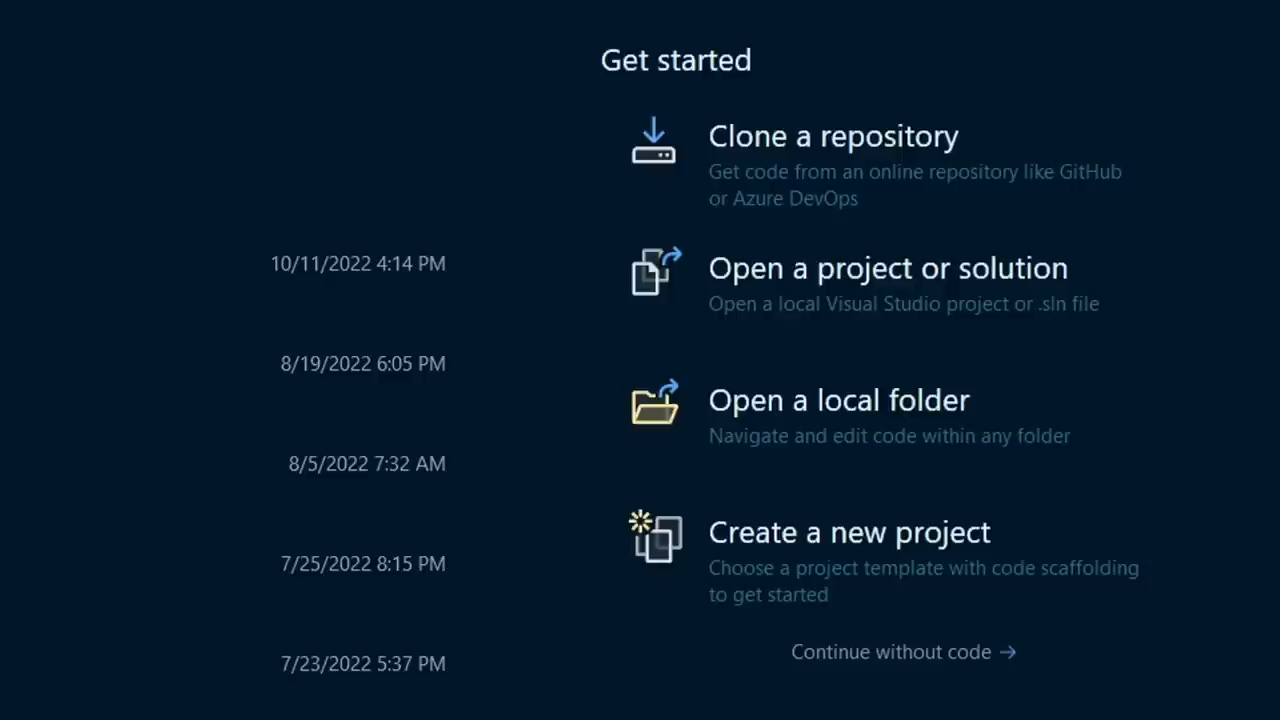 Get started
Clone a repository
Get code from an online repository like GitHub
or Azure DevOps
10/11/2022 4:14 PM
Open a project or solution
Open a local Visual Studio project or .sln file
8/19/2022 6:05 PM
Open a local folder
Navigate and edit code within any folder
8/5/2022 7:32 AM
Create a new project
Choose a project template with code scaffolding
to get started
7/25/2022 8:15 PM
Continue without code →
7/23/2022 5:37 PM